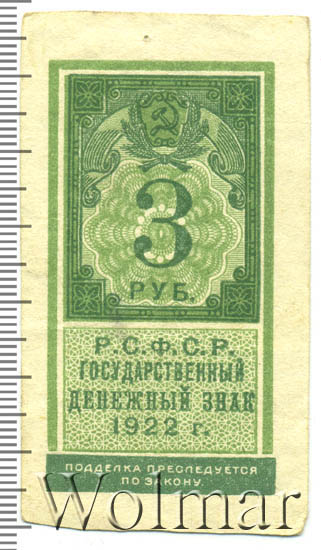 3
РУБ.
Р.С.Ф.С.Р.
ГОСУДАРСТВЕННЫЙ
ДЕНЕЖНЫЙ ЗНАК
1922 г.
ПОДДЕЛКА ПРЕСЛЕДУЕТСЯ
ПО ЗАКОНУ.
Wolmar